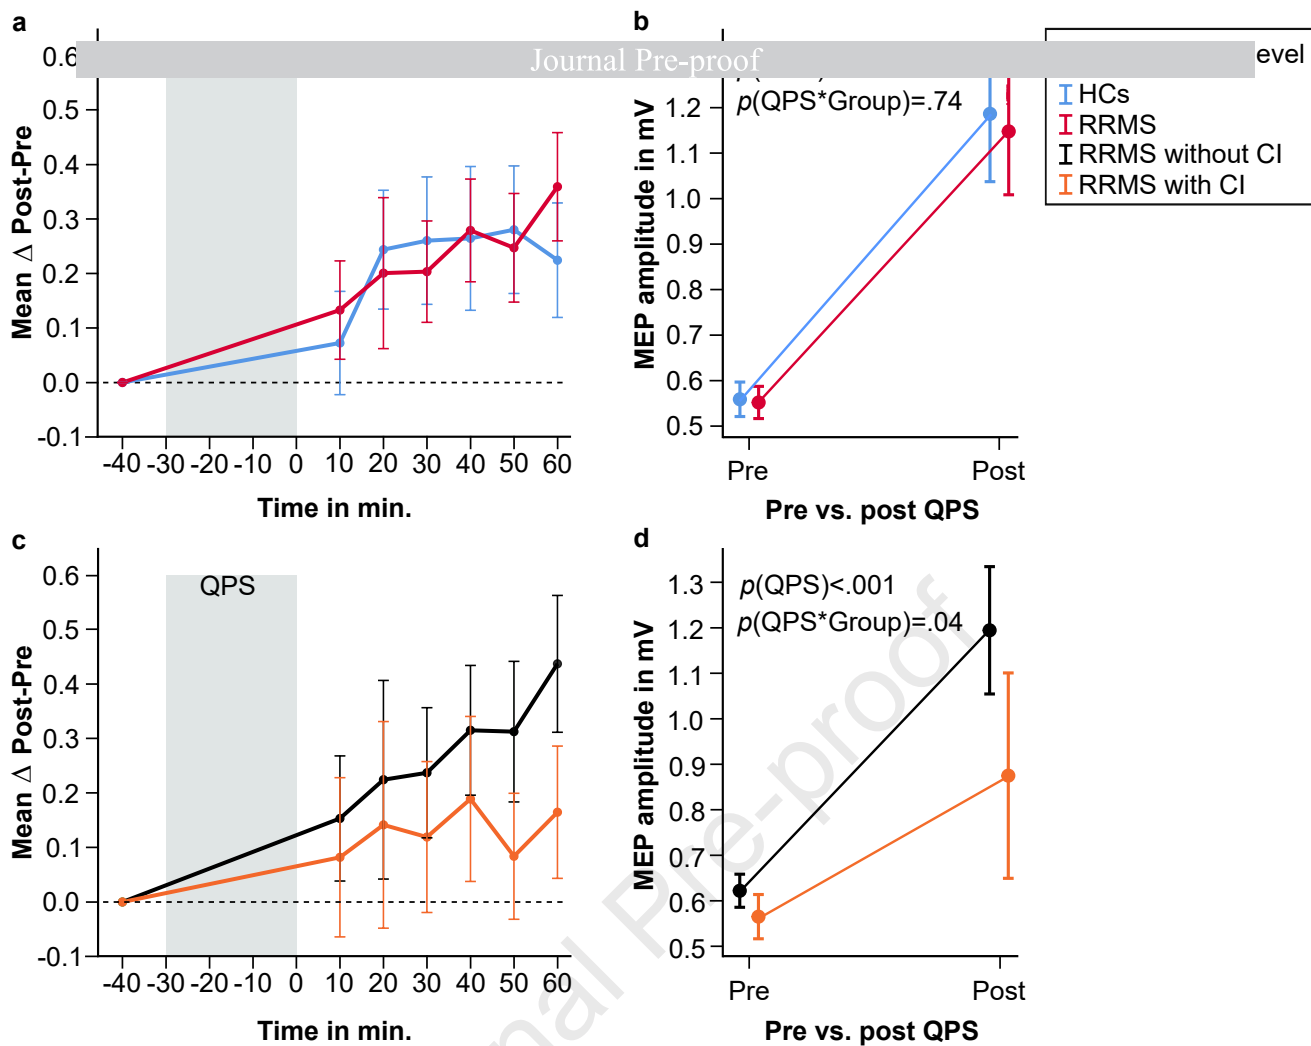 a
b
Journal Pre-proof
evel
HCs
RRMS
RRMS without CI
RRMS with CI
p(QPS*Group)=.74
Mean Δ Post-Pre
0.5
0.4
0.3
0.2
0.1
0.0
-0.1
-40 -30 -20 -10 0 10 20 30 40 50 60
Time in min.
MEP amplitude in mV
1.2
1.1
1.0
0.9
0.8
0.7
0.6
0.5
Pre Post
Pre vs. post QPS
c
d
QPS
Mean Δ Post-Pre
0.6
0.5
0.4
0.3
0.2
0.1
0.0
-0.1
-40 -30 -20 -10 0 10 20 30 40 50 60
Time in min.
p(QPS)<.001
p(QPS*Group)=.04
MEP amplitude in mV
1.3
1.2
1.1
1.0
0.9
0.8
0.7
0.6
0.5
Pre Post
Pre vs. post QPS
nal Pre-proof